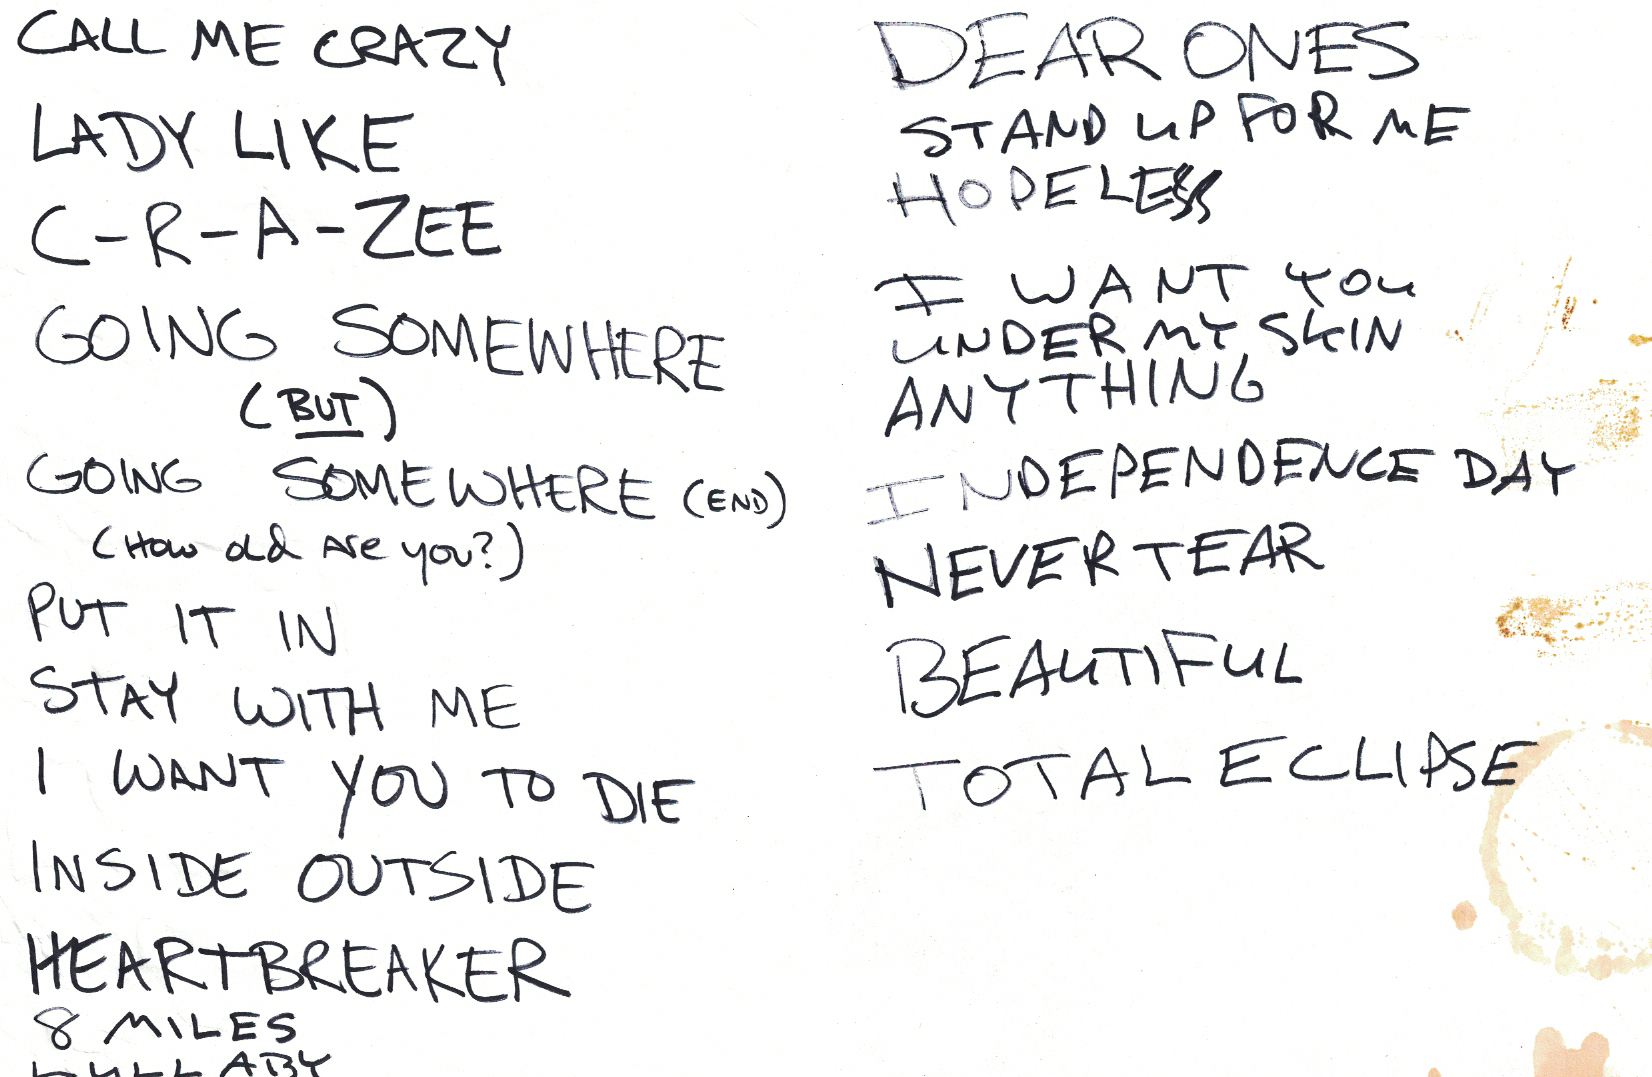 CALL ME CRAZY
LADY LIKE
C-R-A-ZEE
GOING SOMEWHERE
(BUT)
GOING SOMEWHERE (END)
(How old Are you?)
PUT IT IN
STAY WITH ME
I WANT YOU TO DIE
INSIDE OUTSIDE
HEARTBREAKER
8 MILES
LULLABY
DEAR ONES
STAND UP FOR ME
HOPELESS
I WANT YOU
UNDER MY SKIN
ANYTHING
INDEPENDENCE DAY
NEVER TEAR
BEAUTIFUL
TOTAL ECLIPSE